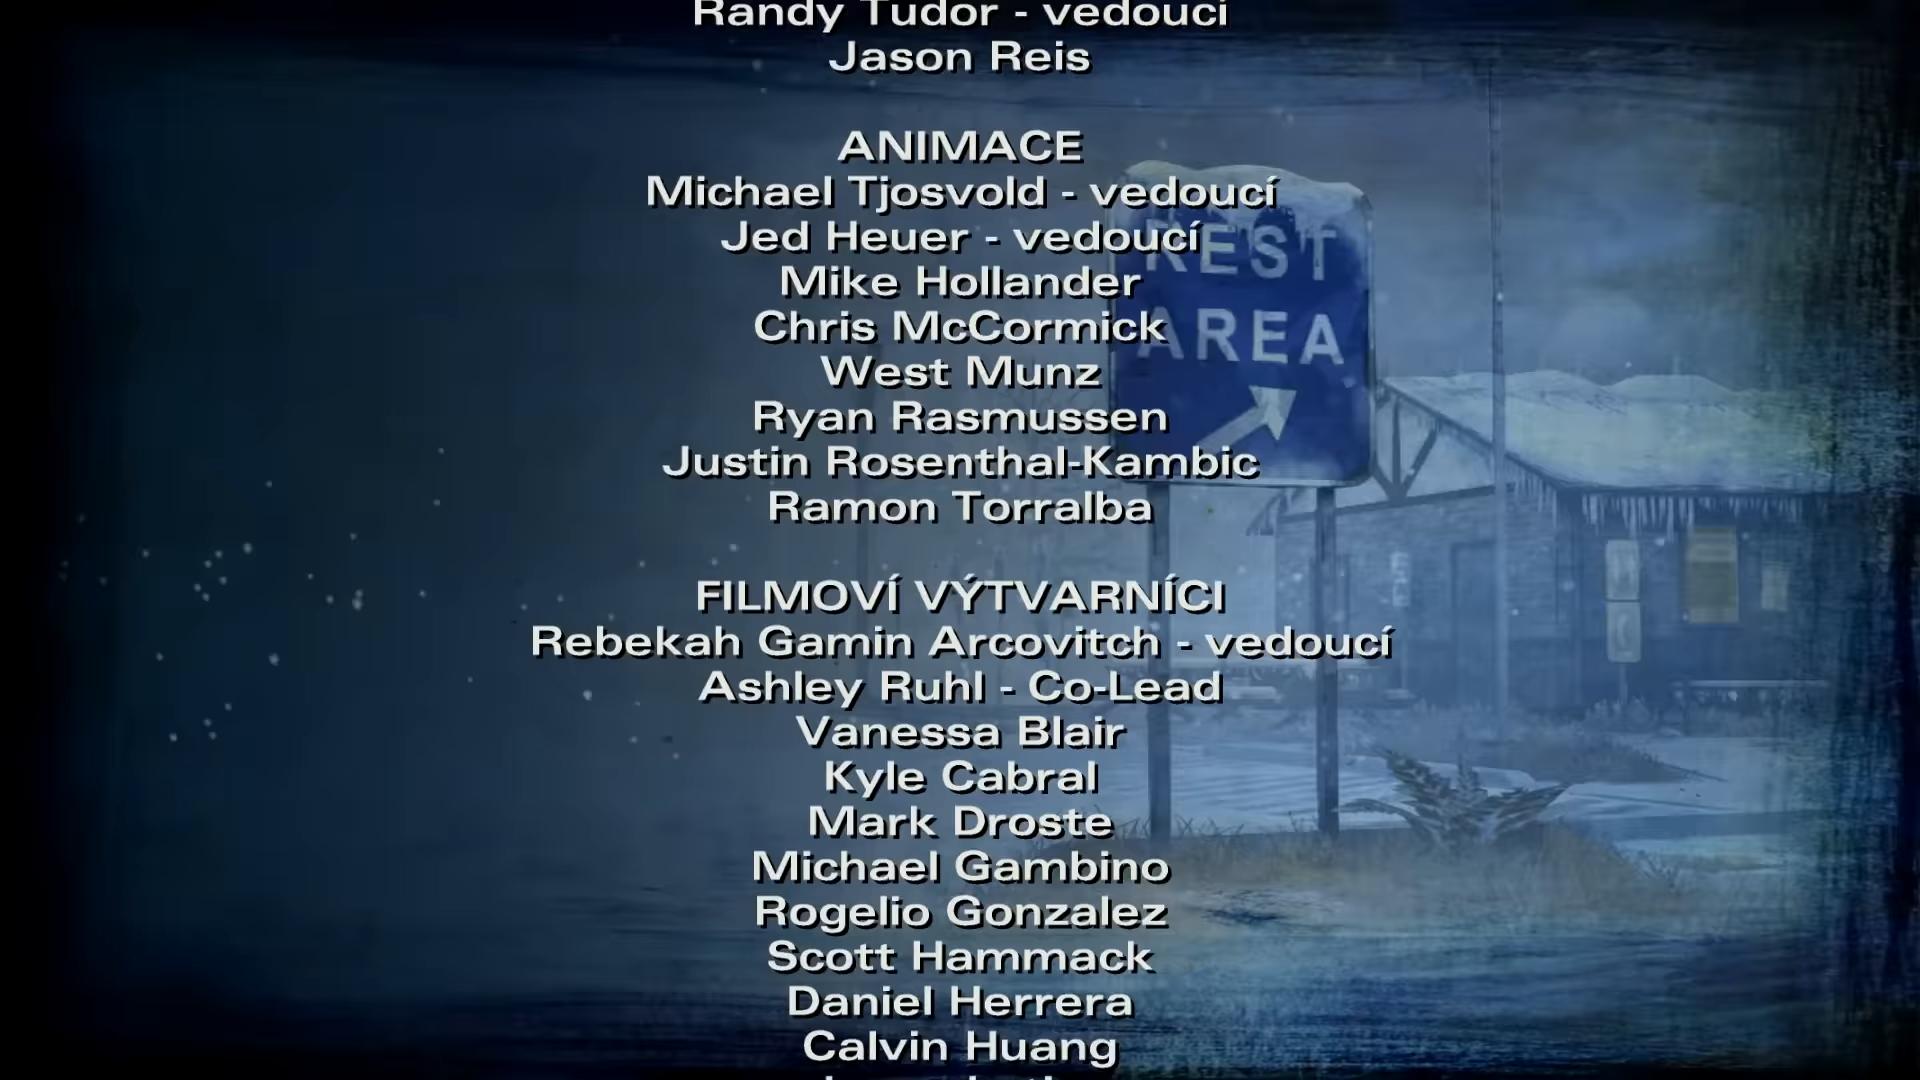 Randy Tudor - vedoucí
Jason Reis
ANIMACE
Michael Tjosvold - vedoucí
Jed Heuer - vedoucí
Mike Hollander
Chris McCormick
West Munz
Ryan Rasmussen
Justin Rosenthal-Kambic
Ramon Torralba
FILMOVÍ VÝTVARNÍCI
Rebekah Gamin Arcovitch - vedoucí
Ashley Ruhl - Co-Lead
Vanessa Blair
Kyle Cabral
Mark Droste
Michael Gambino
Rogelio Gonzalez
Scott Hammack
Daniel Herrera
Calvin Huang
REST
AREA